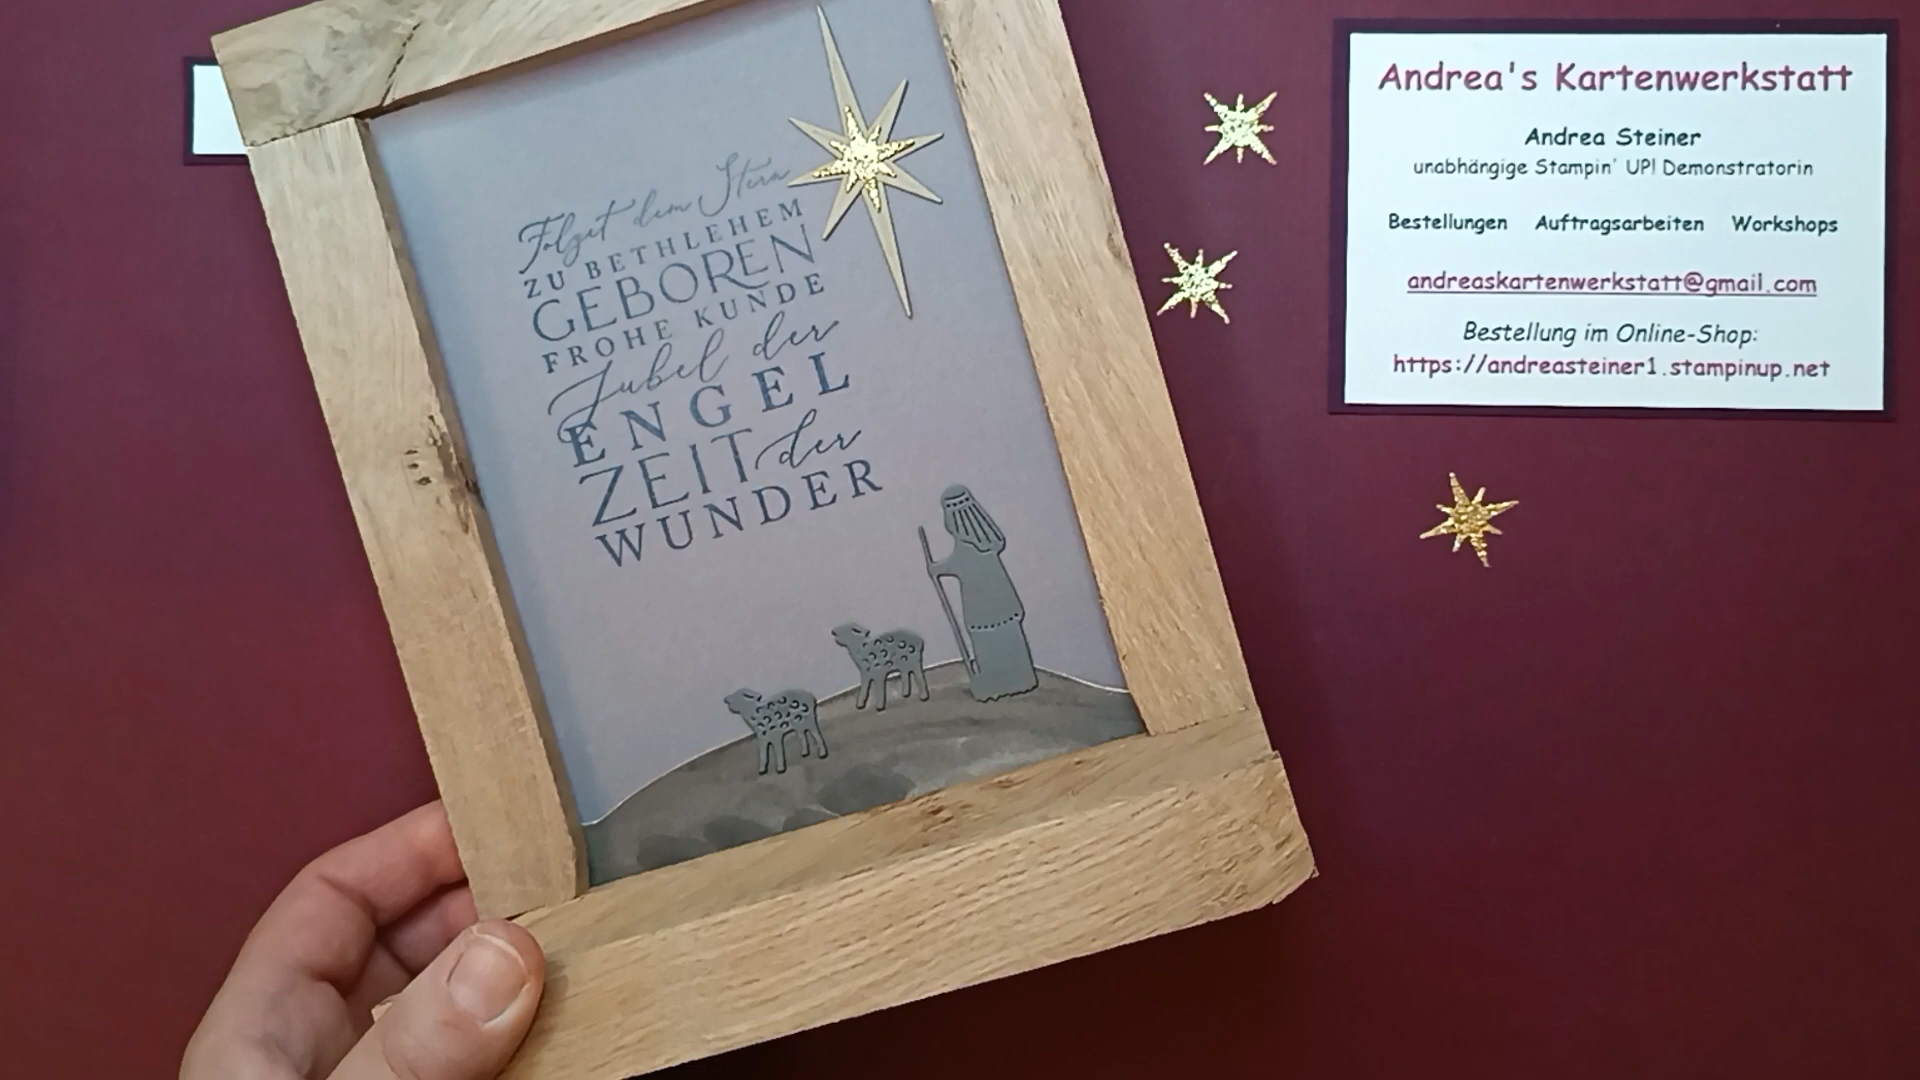 Folget dem Stern
ZU BETHLEHEM
GEBOREN
FROHE KUNDE
Jubel der
ENGEL
ZEIT der
WUNDER
Andrea's Kartenwerkstatt
Andrea Steiner
unabhängige Stampin' UP! Demonstratorin
Bestellungen Auftragsarbeiten Workshops
andreaskartenwerkstatt@gmail.com
Bestellung im Online-Shop:
https://andreasteiner1.stampinup.net